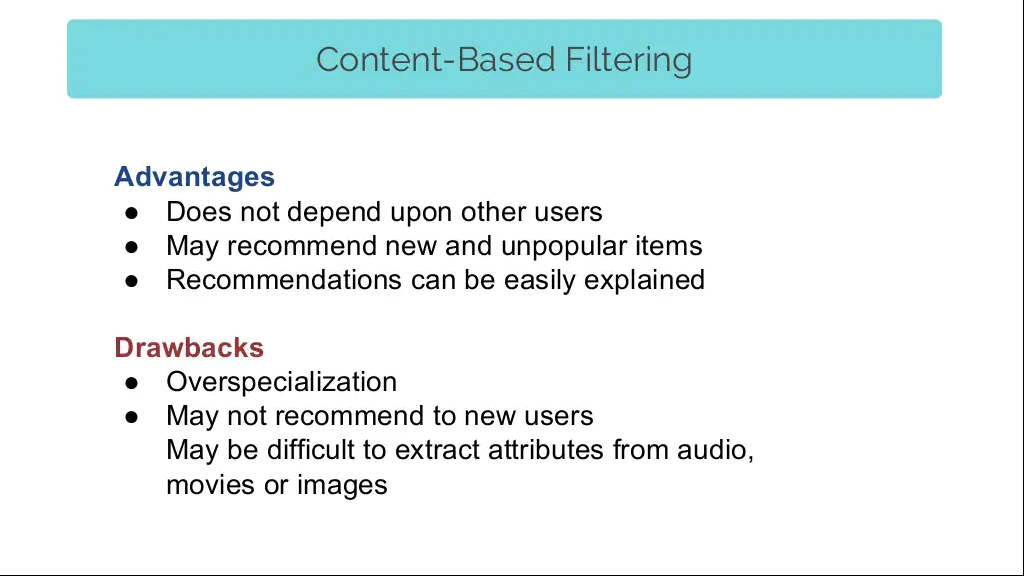 Content-Based Filtering
Advantages
● Does not depend upon other users
● May recommend new and unpopular items
● Recommendations can be easily explained
Drawbacks
● Overspecialization
● May not recommend to new users
May be difficult to extract attributes from audio,
movies or images